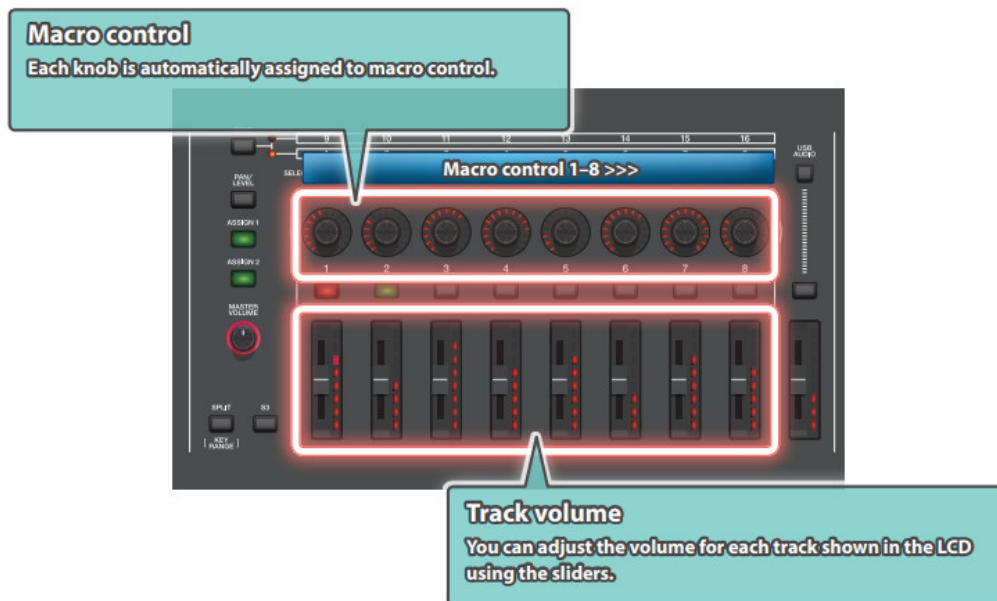 Macro control
Each knob is automatically assigned to macro control.
9 10 11 12 13 14 15 16
USB
AUDIO
Macro control 1–8 >>>
PAN/
LEVEL
ASSIGN 1
ASSIGN 2
1 2 3 4 5 6 7 8
MASTER
VOLUME
SPLIT S3
[ KEY
RANGE ]
Track volume
You can adjust the volume for each track shown in the LCD
using the sliders.